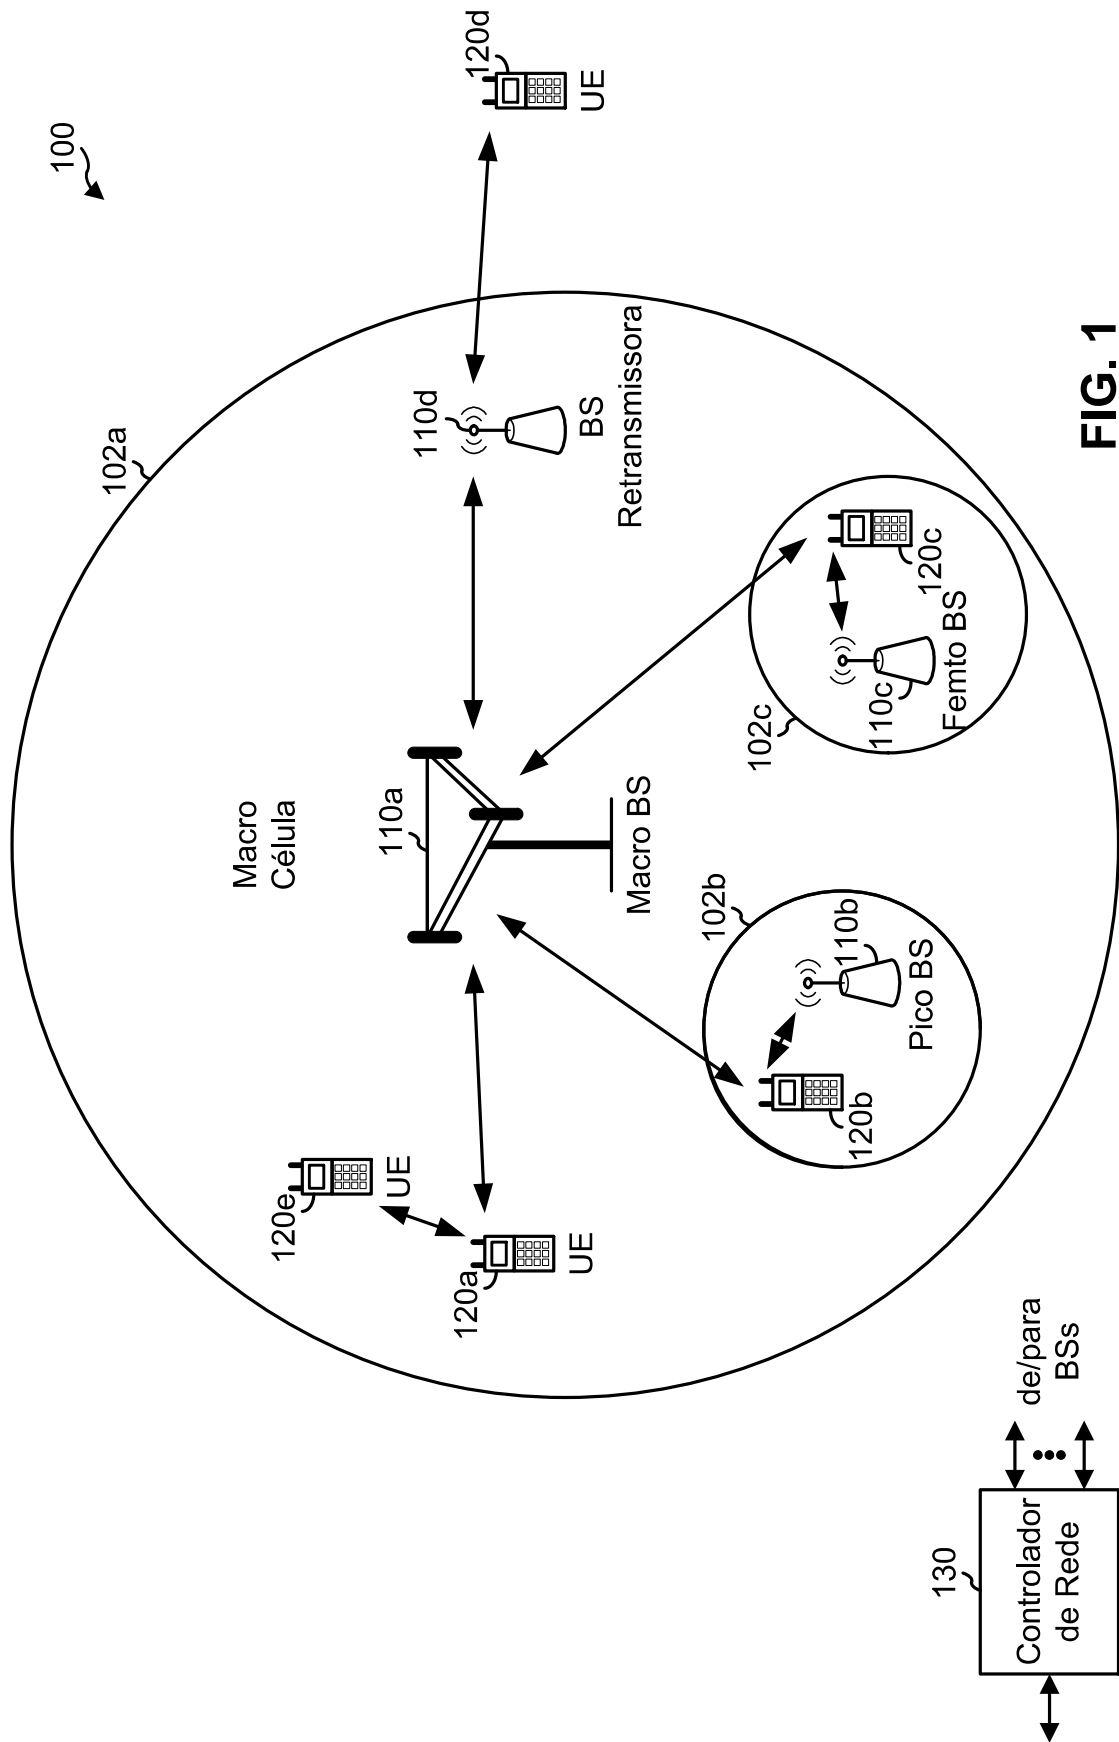 100
102a
Macro
Célula
110a
Macro BS
110d
BS
Retransmissora
120d
UE
120e
UE
120a
UE
102b
110b
Pico BS
120b
102c
110c
Femto BS
120c
130
Controlador
de Rede
de/para
BSs
FIG. 1